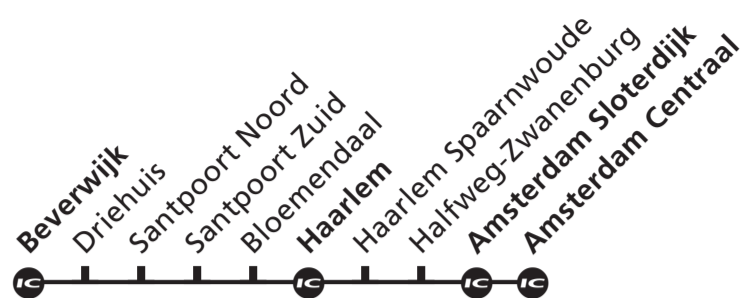 Beverwijk
Driehuis
Santpoort Noord
Santpoort Zuid
Bloemendaal
Haarlem
Haarlem Spaarnwoude
Halfweg-Zwanenburg
Amsterdam Sloterdijk
Amsterdam Centraal
IC
IC
IC
IC